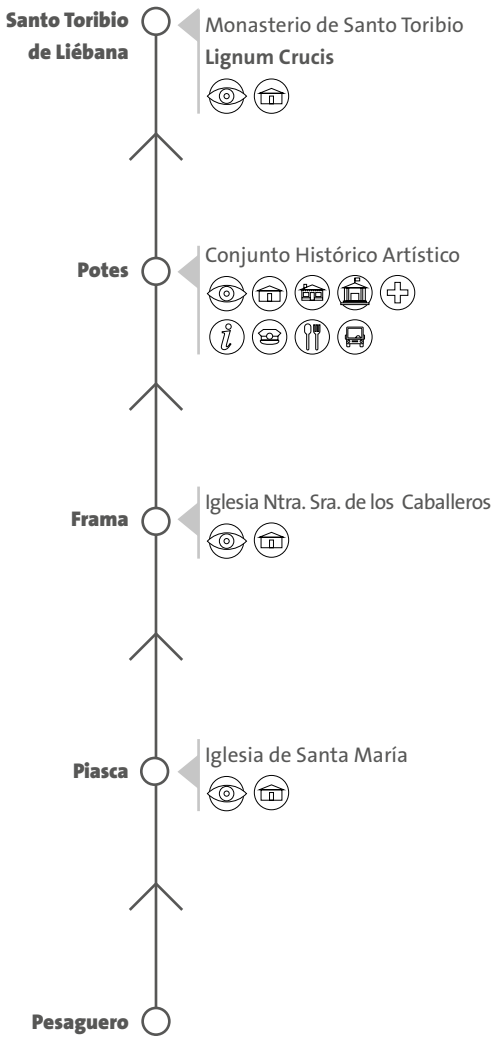 Santo Toribio
de Liébana
Monasterio de Santo Toribio
Lignum Crucis
Potes
Conjunto Histórico Artístico
i
Frama
Iglesia Ntra. Sra. de los Caballeros
Piasca
Iglesia de Santa María
Pesaguero